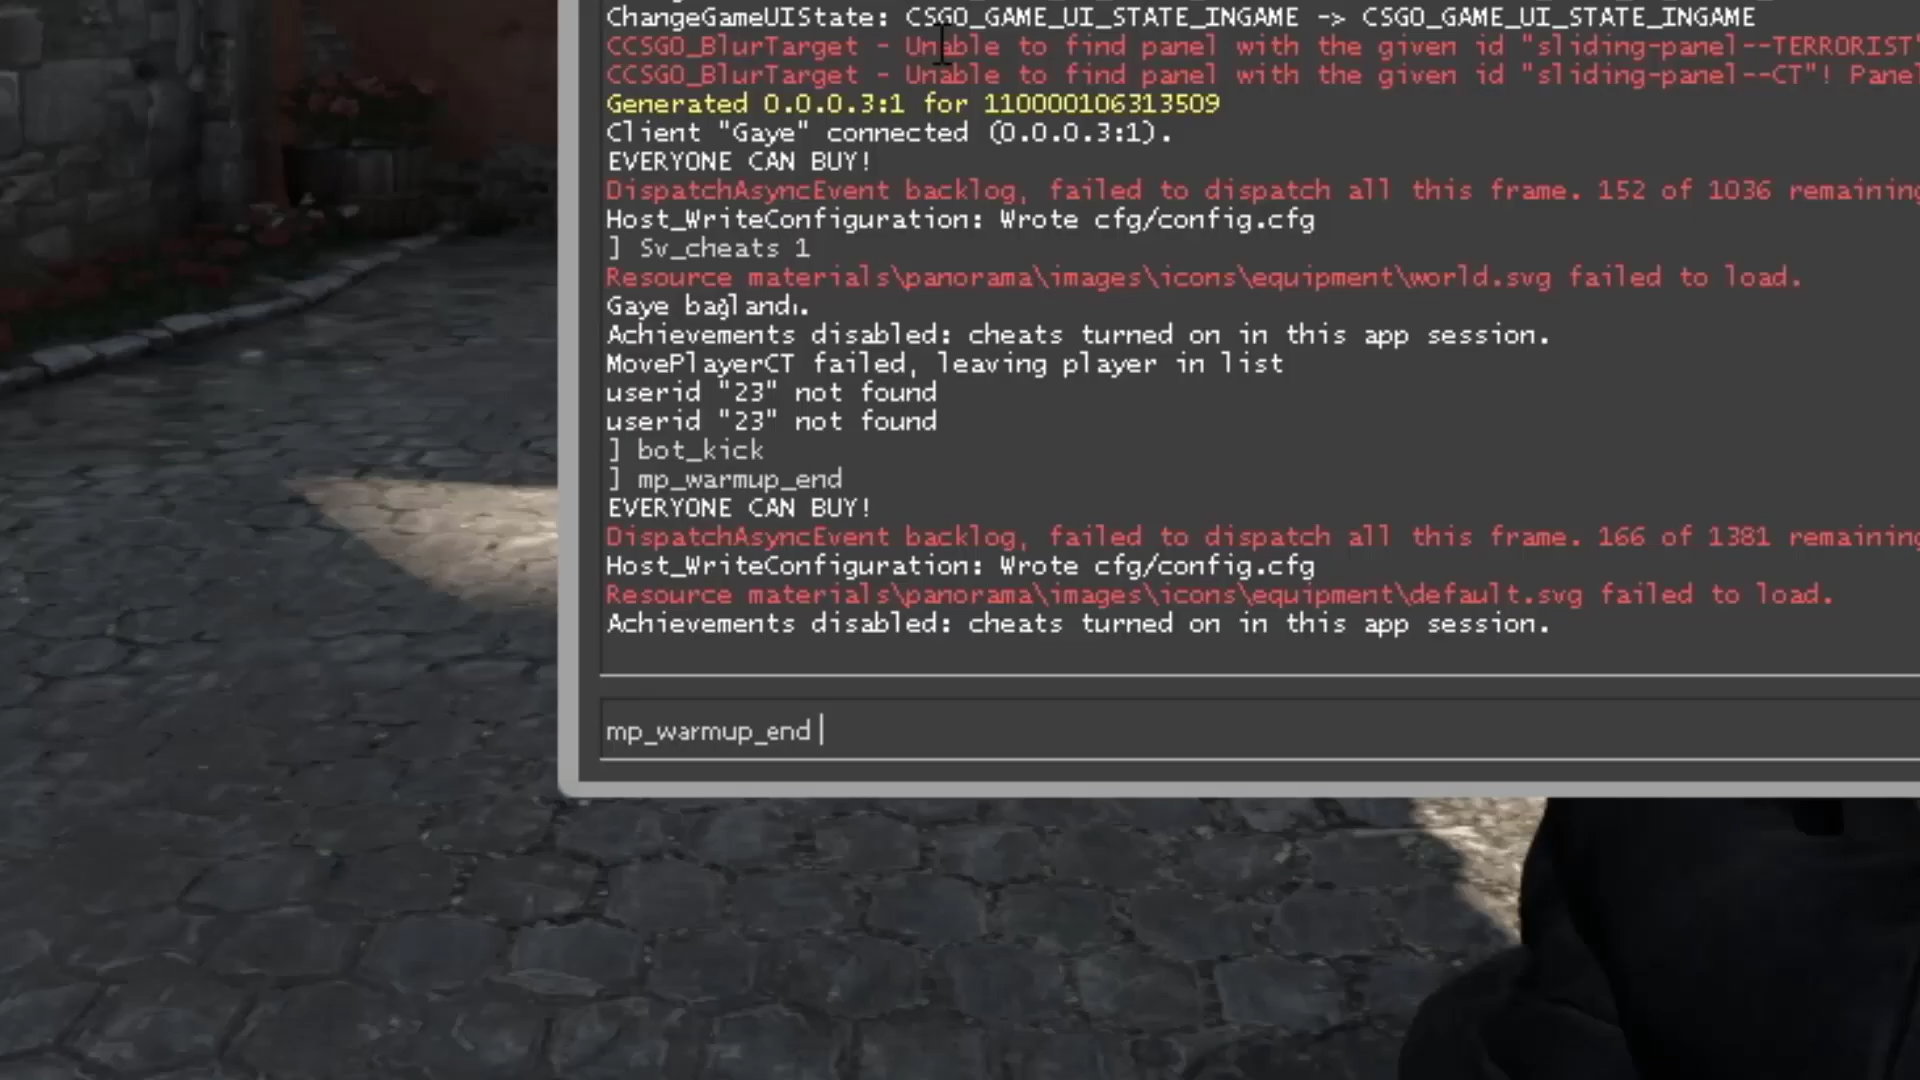 ChangeGameUIState: CSGO_GAME_UI_STATE_INGAME -> CSGO_GAME_UI_STATE_INGAME
CCSGO_BlurTarget - Unable to find panel with the given id "sliding-panel--TERRORIST"
CCSGO_BlurTarget - Unable to find panel with the given id "sliding-panel--CT"! Panel
Generated 0.0.0.3:1 for 110000106313509
Client "Gaye" connected (0.0.0.3:1).
EVERYONE CAN BUY!
DispatchAsyncEvent backlog, failed to dispatch all this frame. 152 of 1036 remaining
Host_WriteConfiguration: Wrote cfg/config.cfg
] Sv_cheats 1
Resource materials\panorama\images\icons\equipment\world.svg failed to load.
Gaye bağlandı.
Achievements disabled: cheats turned on in this app session.
MovePlayerCT failed, leaving player in list
userid "23" not found
userid "23" not found
] bot_kick
] mp_warmup_end
EVERYONE CAN BUY!
DispatchAsyncEvent backlog, failed to dispatch all this frame. 166 of 1381 remaining
Host_WriteConfiguration: Wrote cfg/config.cfg
Resource materials\panorama\images\icons\equipment\default.svg failed to load.
Achievements disabled: cheats turned on in this app session.
mp_warmup_end